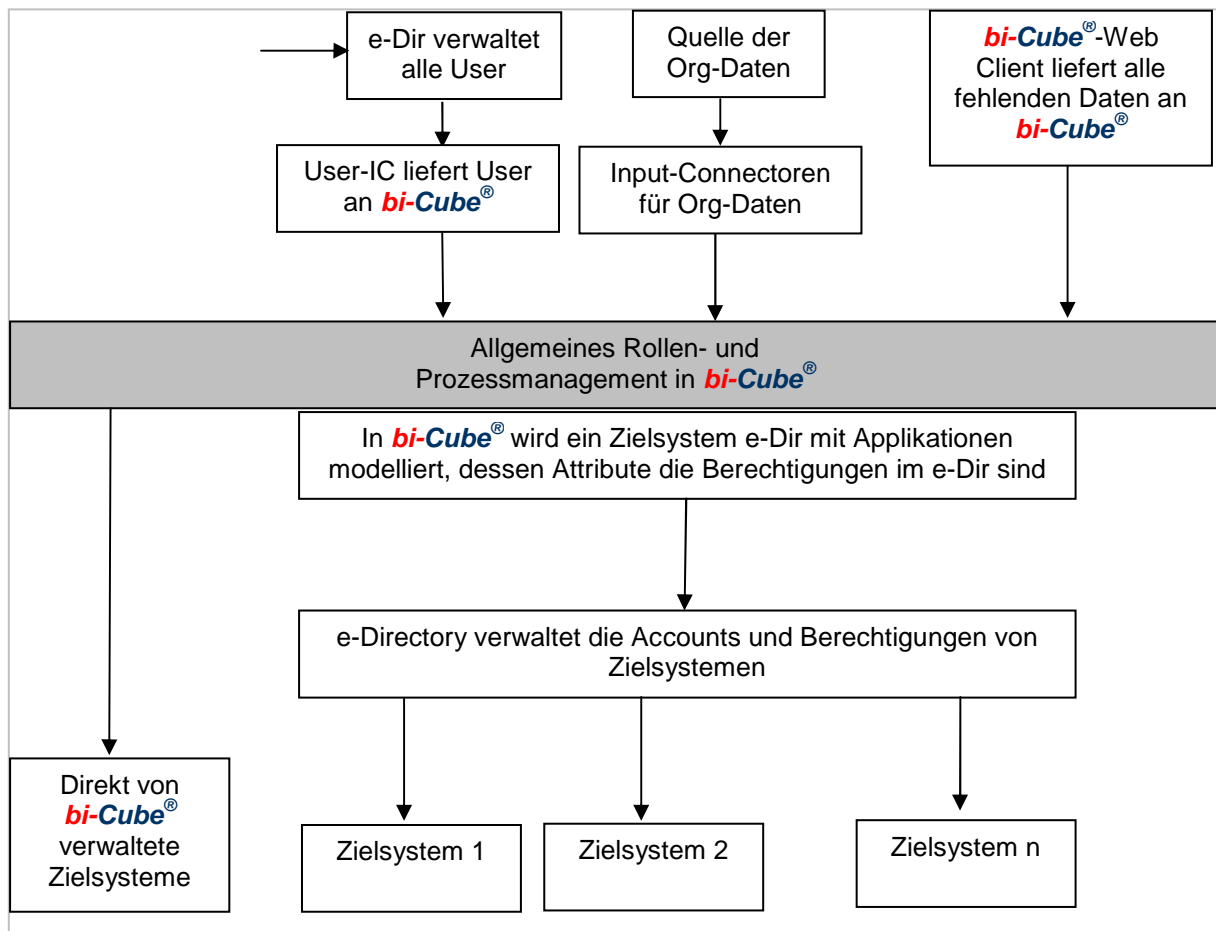 e-Dir verwaltet
alle User
Quelle der
Org-Daten
bi-Cube®-Web
Client liefert alle
fehlenden Daten an
bi-Cube®
User-IC liefert User
an bi-Cube®
Input-Connectoren
für Org-Daten
Allgemeines Rollen- und
Prozessmanagement in bi-Cube®
In bi-Cube® wird ein Zielsystem e-Dir mit Applikationen
modelliert, dessen Attribute die Berechtigungen im e-Dir sind
e-Directory verwaltet die Accounts und Berechtigungen von
Zielsystemen
Direkt von
bi-Cube®
verwaltete
Zielsysteme
Zielsystem 1
Zielsystem 2
Zielsystem n